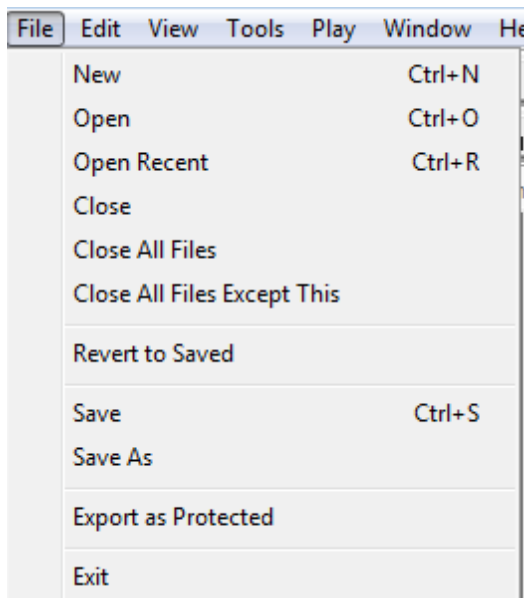 File Edit View Tools Play Window He
New Ctrl+N
Open Ctrl+O
Open Recent Ctrl+R
Close
Close All Files
Close All Files Except This
Revert to Saved
Save Ctrl+S
Save As
Export as Protected
Exit